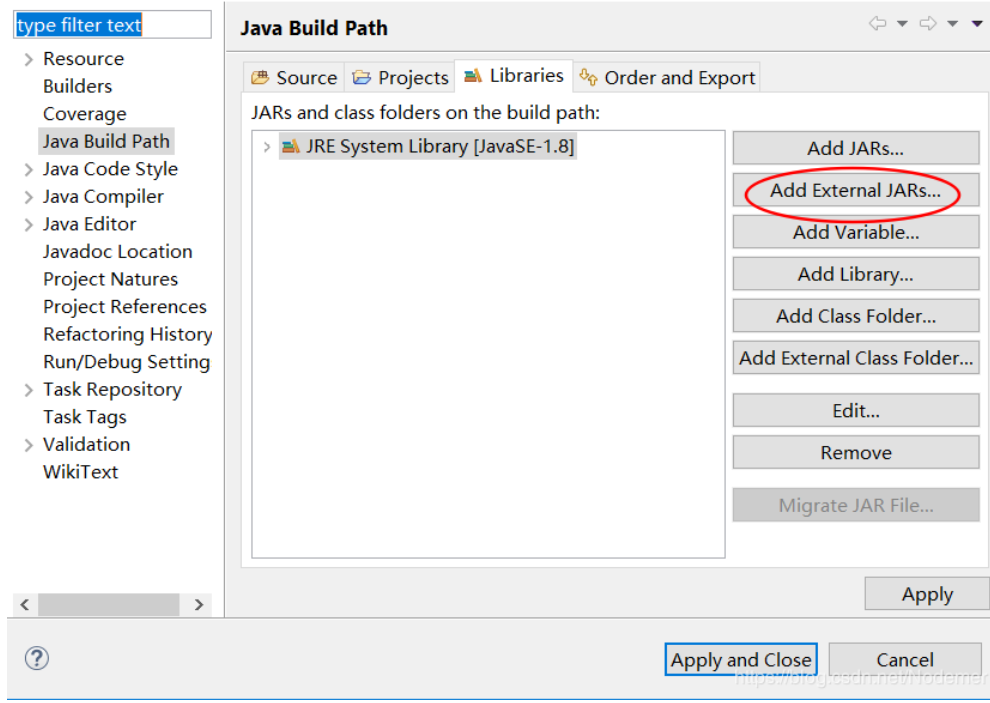 type filter text
Resource
Builders
Coverage
Java Build Path
Java Code Style
Java Compiler
Java Editor
Javadoc Location
Project Natures
Project References
Refactoring History
Run/Debug Setting
Task Repository
Task Tags
Validation
WikiText
Java Build Path
Source Projects Libraries Order and Export
JARs and class folders on the build path:
JRE System Library [JavaSE-1.8]
Add JARs...
Add External JARs...
Add Variable...
Add Library...
Add Class Folder...
Add External Class Folder...
Edit...
Remove
Migrate JAR File...
Apply
Apply and Close
Cancel
https://blog.csdn.net/Nodemer